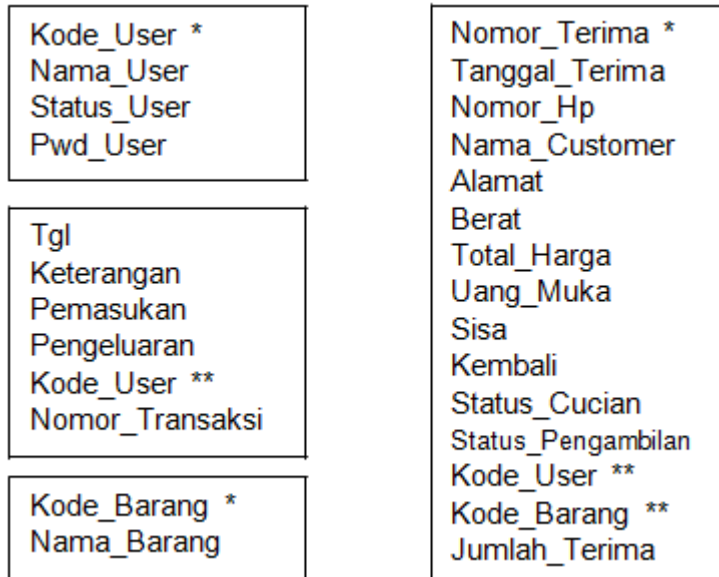 Kode_User *
Nama_User
Status_User
Pwd_User
Tgl
Keterangan
Pemasukan
Pengeluaran
Kode_User **
Nomor_Transaksi
Kode_Barang *
Nama_Barang
Nomor_Terima *
Tanggal_Terima
Nomor_Hp
Nama_Customer
Alamat
Berat
Total_Harga
Uang_Muka
Sisa
Kembali
Status_Cucian
Status_Pengambilan
Kode_User **
Kode_Barang **
Jumlah_Terima